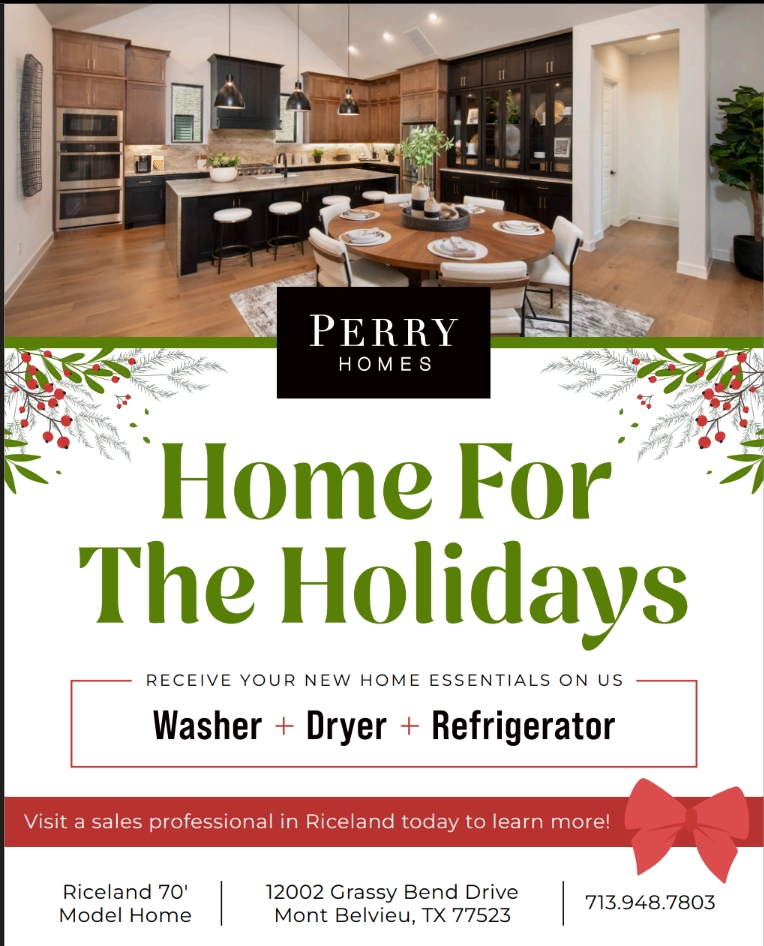 PERRY
HOMES
Home For
The Holidays
RECEIVE YOUR NEW HOME ESSENTIALS ON US
Washer + Dryer + Refrigerator
Visit a sales professional in Riceland today to learn more!
Riceland 70'
Model Home
12002 Grassy Bend Drive
Mont Belvieu, TX 77523
713.948.7803